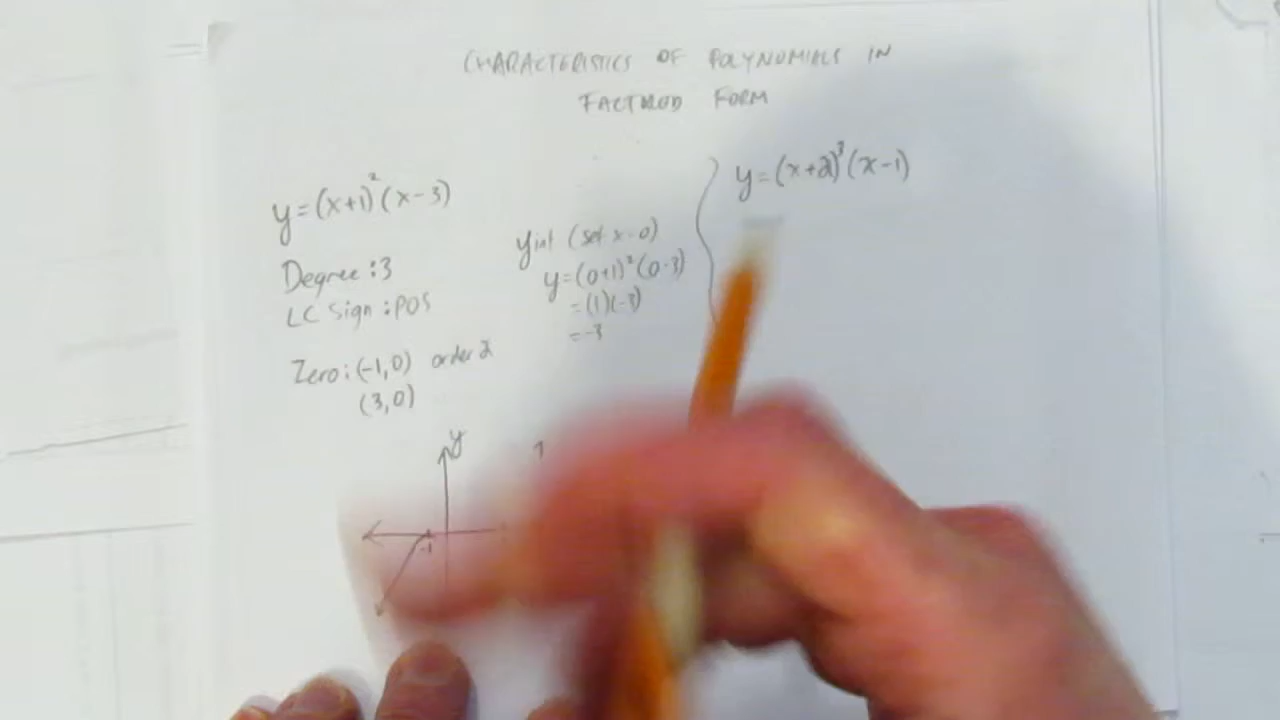 CHARACTERISTICS OF POLYNOMIALS IN
FACTORED FORM
y=(x+1)²(x-3)
Degree:3
LC Sign:POS
Zero:(-1,0) order 2
(3,0)
y int (set x=0)
y=(0+1)²(0-3)
=(1)(-3)
=-3
y
-1
y=(x+2)³(x-1)